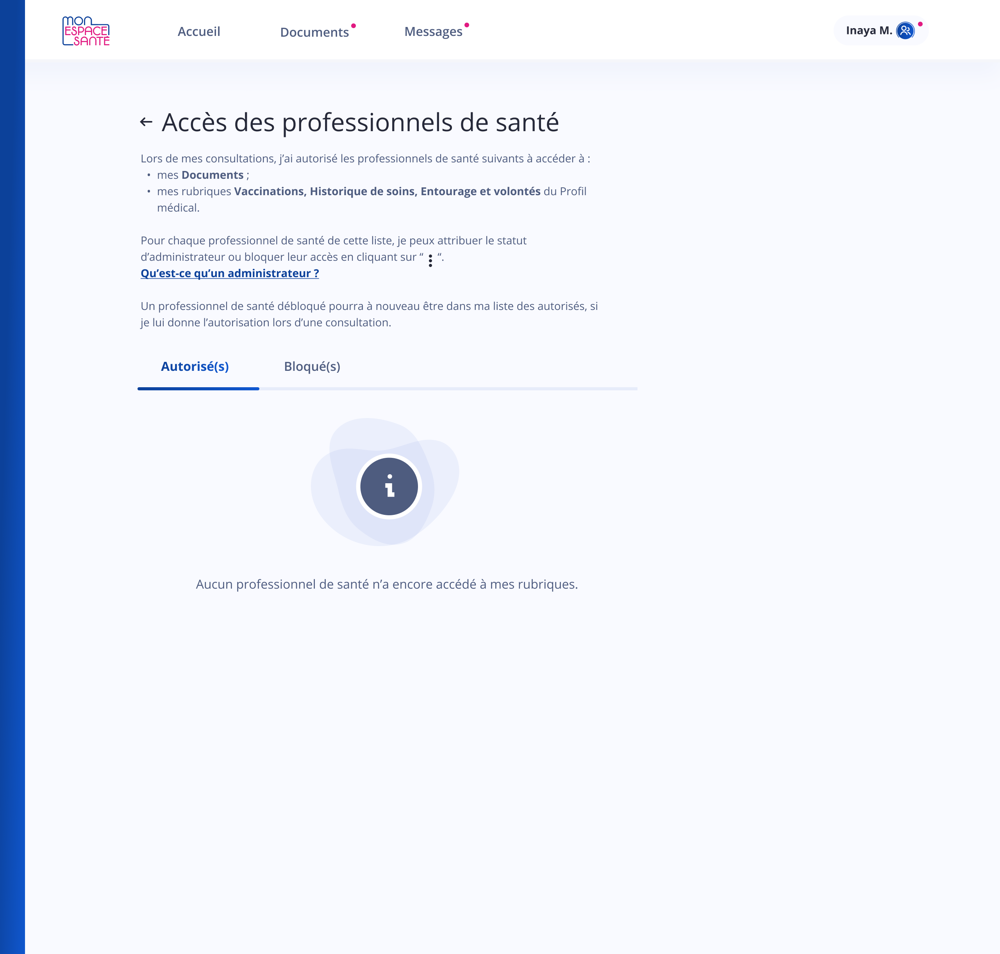 mon
ESPACE
SANTÉ
Accueil
Documents
Messages
Inaya M.
Accès des professionnels de santé
Lors de mes consultations, j’ai autorisé les professionnels de santé suivants à accéder à :
• mes Documents ;
• mes rubriques Vaccinations, Historique de soins, Entourage et volontés du Profil
médical.
Pour chaque professionnel de santé de cette liste, je peux attribuer le statut
d’administrateur ou bloquer leur accès en cliquant sur “ ⋮ “.
Qu’est-ce qu’un administrateur ?
Un professionnel de santé débloqué pourra à nouveau être dans ma liste des autorisés, si
je lui donne l’autorisation lors d’une consultation.
Autorisé(s)
Bloqué(s)
Aucun professionnel de santé n’a encore accédé à mes rubriques.